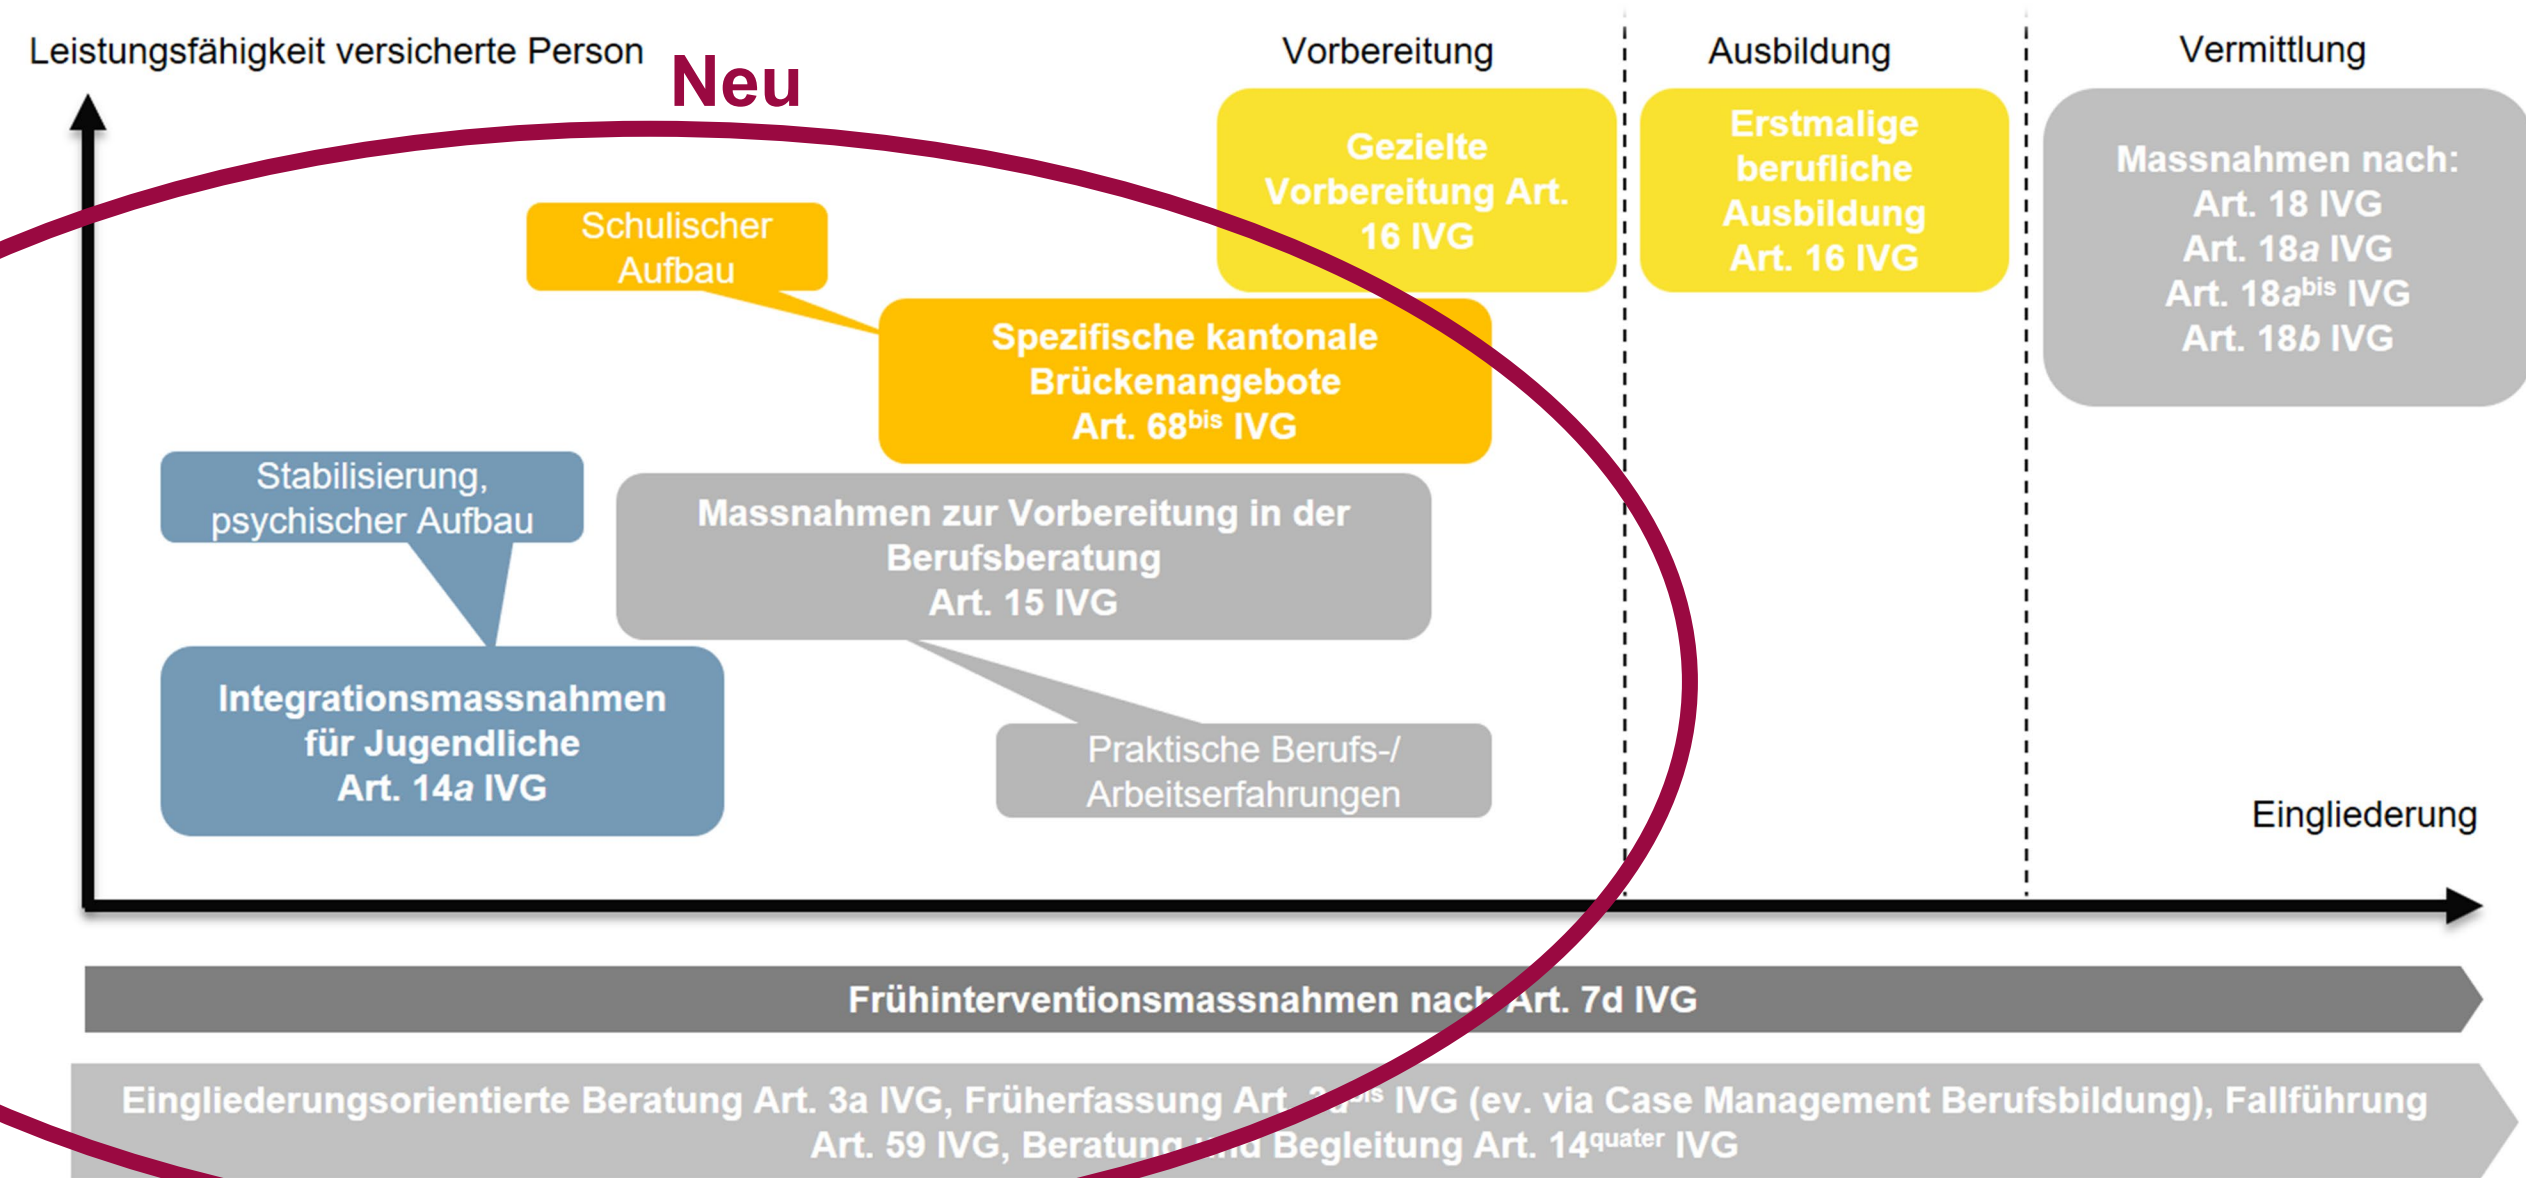 Leistungsfähigkeit versicherte Person
Neu
Vorbereitung
Ausbildung
Vermittlung
Gezielte
Vorbereitung Art.
16 IVG
Erstmalige
berufliche
Ausbildung
Art. 16 IVG
Massnahmen nach:
Art. 18 IVG
Art. 18a IVG
Art. 18abis IVG
Art. 18b IVG
Schulischer
Aufbau
Spezifische kantonale
Brückenangebote
Art. 68bis IVG
Stabilisierung,
psychischer Aufbau
Massnahmen zur Vorbereitung in der
Berufsberatung
Art. 15 IVG
Integrationsmassnahmen
für Jugendliche
Art. 14a IVG
Praktische Berufs-/
Arbeitserfahrungen
Eingliederung
Frühinterventionsmassnahmen nach Art. 7d IVG
Eingliederungsorientierte Beratung Art. 3a IVG, Früherfassung Art. IVG (ev. via Case Management Berufsbildung), Fallführung
Art. 59 IVG, Beratung und Begleitung Art. 14quater IVG